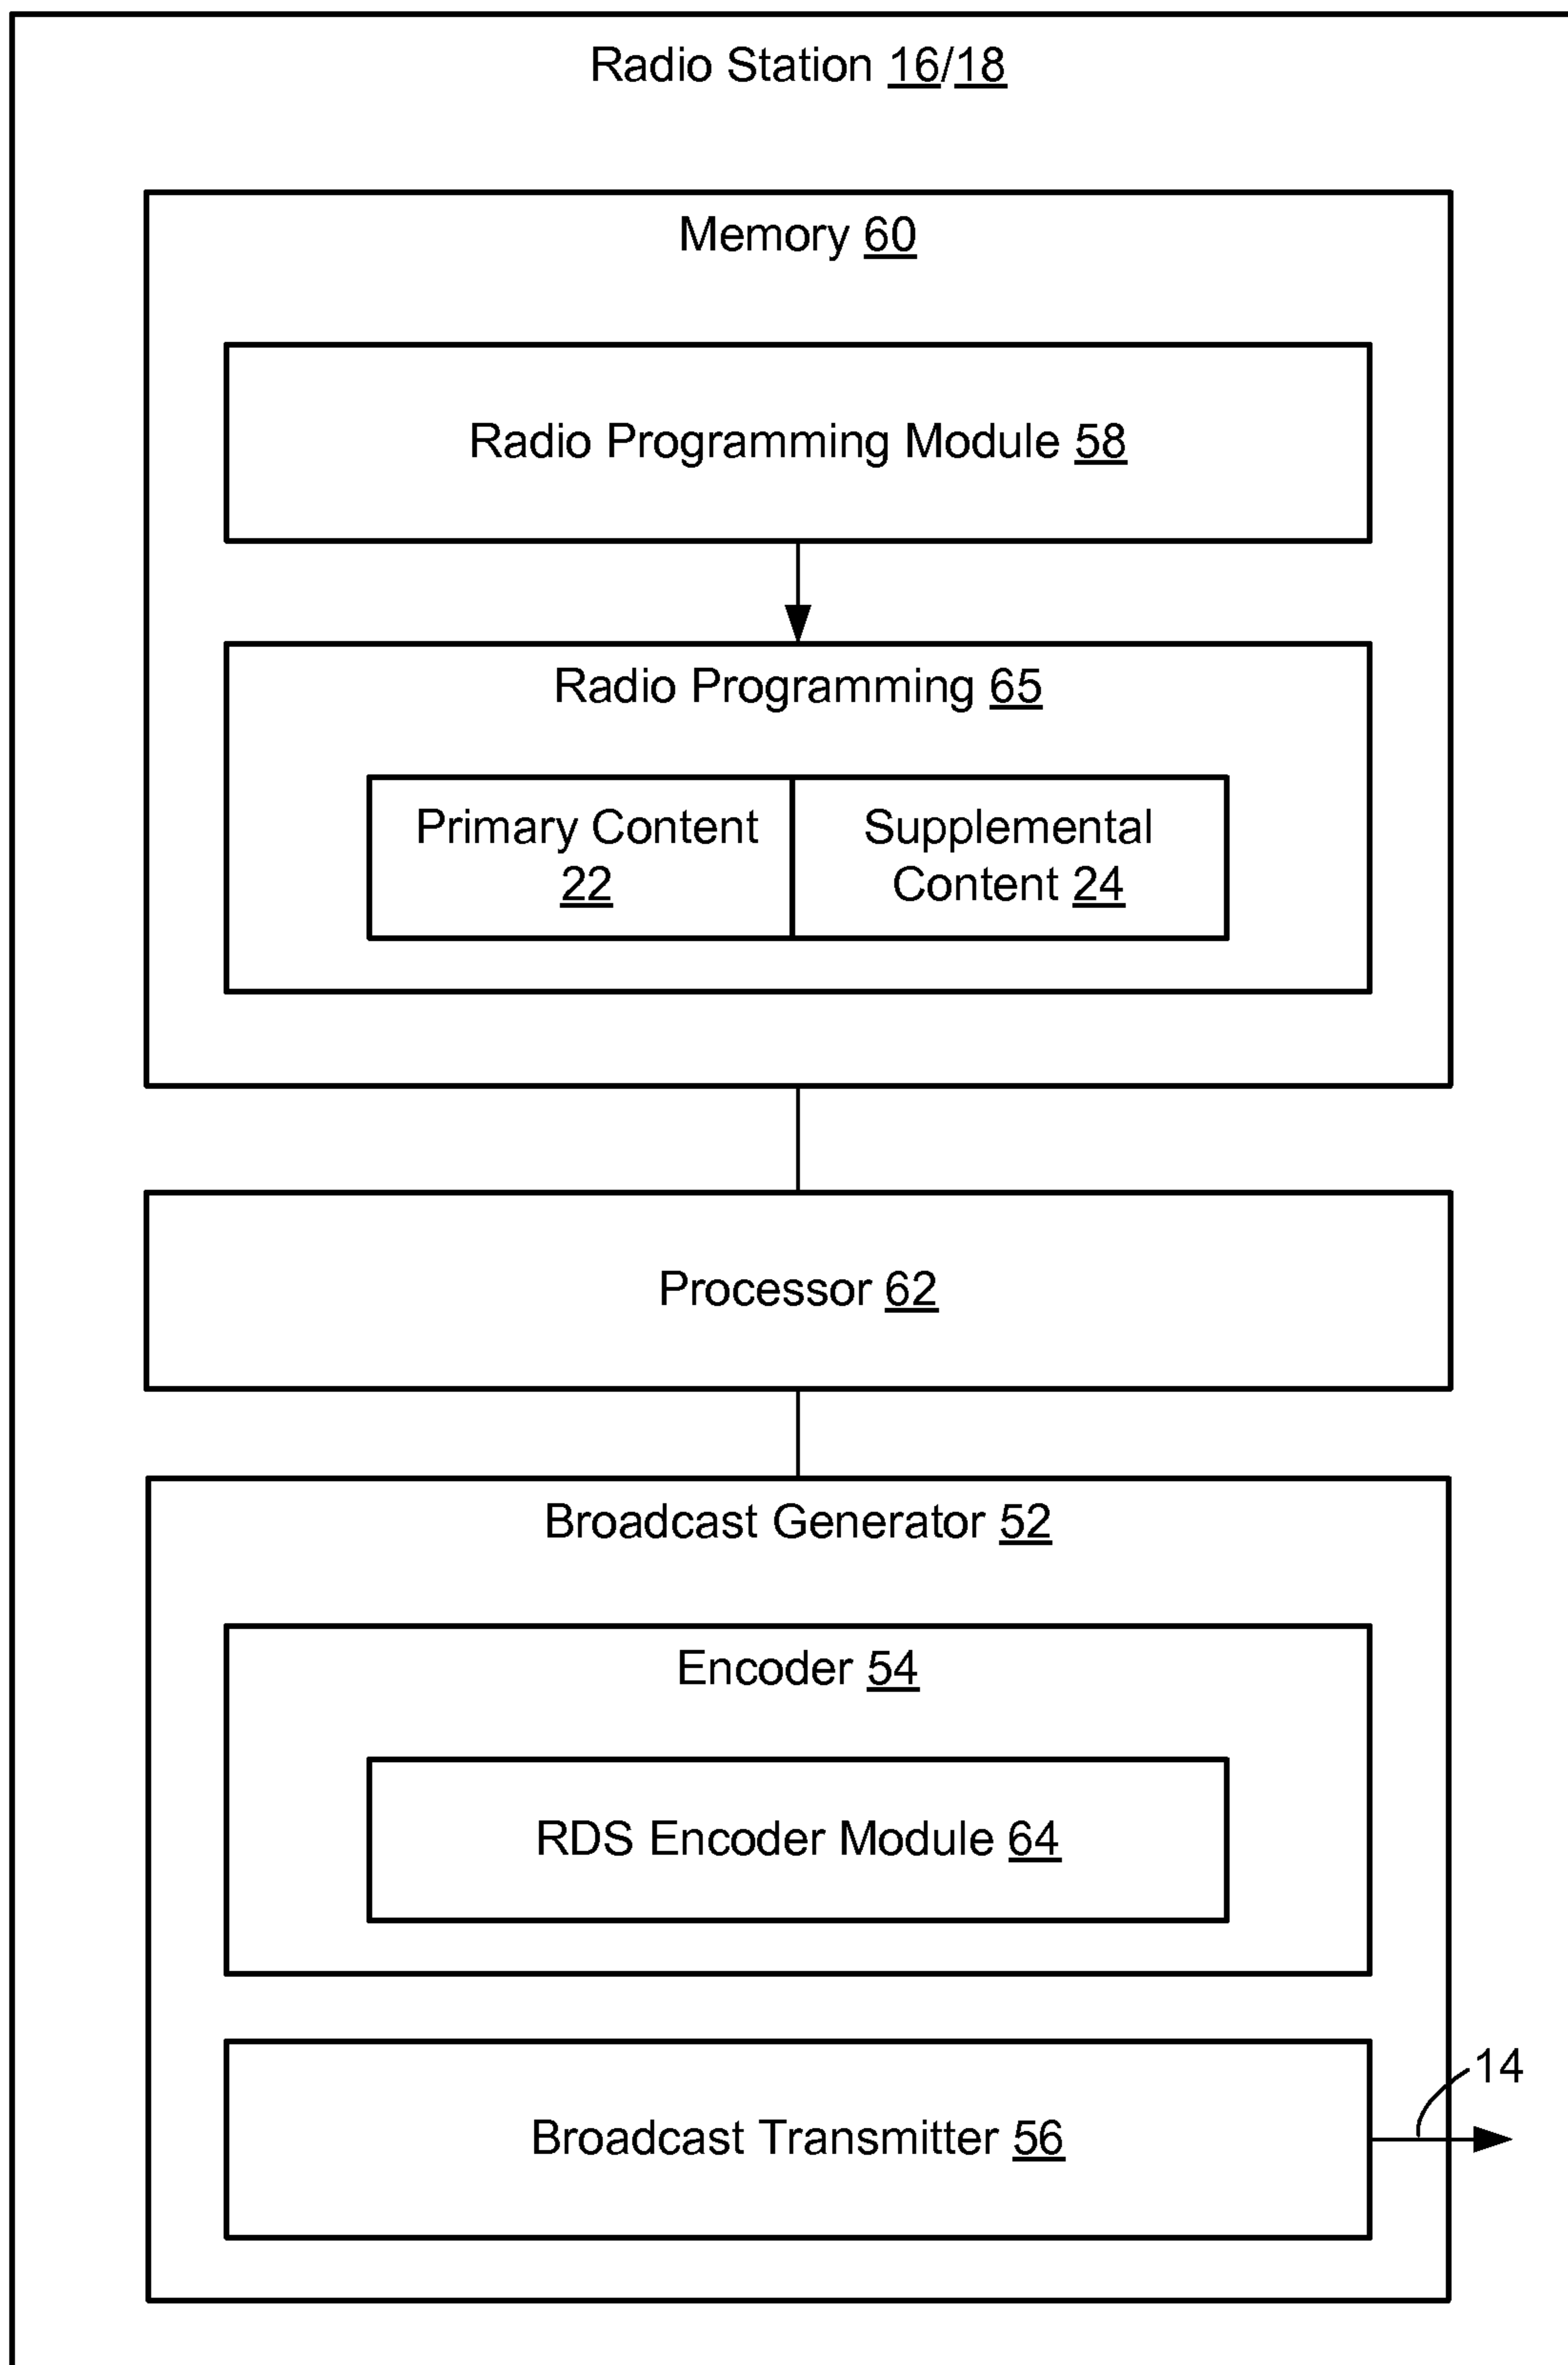 Radio Station 16/18
Memory 60
Radio Programming Module 58
Radio Programming 65
Primary Content
22
Supplemental
Content 24
Processor 62
Broadcast Generator 52
Encoder 54
RDS Encoder Module 64
14
Broadcast Transmitter 56